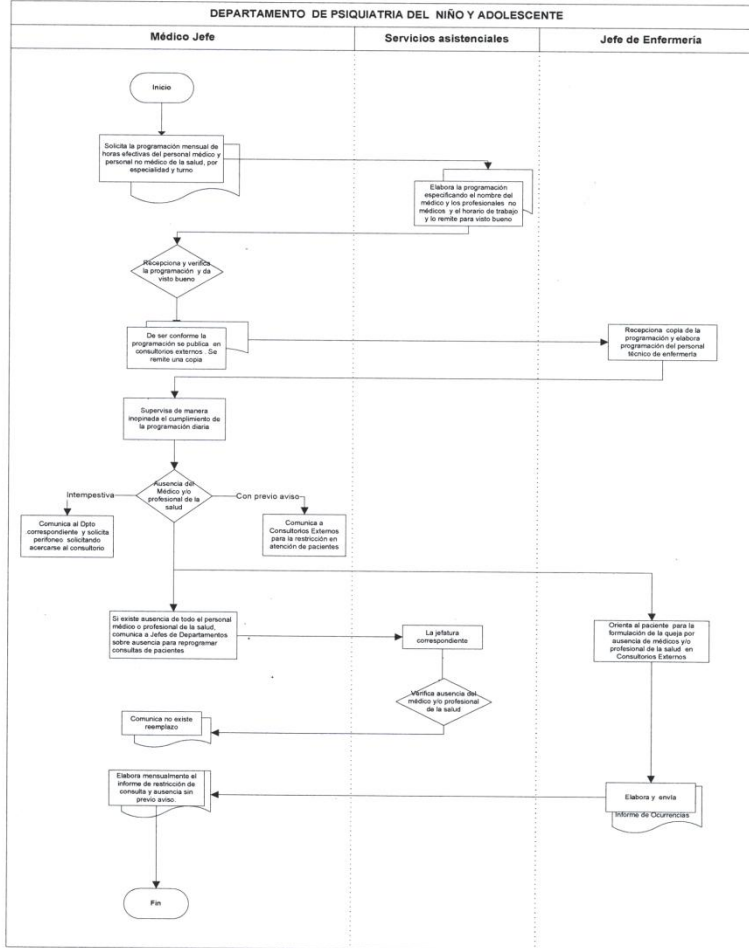 DEPARTAMENTO DE PSIQUIATRIA DEL NIÑO Y ADOLESCENTE
Médico Jefe
Servicios asistenciales
Jefe de Enfermería
Inicio
Solicita la programación mensual de
horas efectivas del personal médico y
personal no médico de la salud, por
especialidad y turno
Elabora la programación
especificando el nombre del
médico y los profesionales no
médicos y el horario de trabajo
y lo remite para visto bueno
Recepciona y verifica
la programación y da
visto bueno
De ser conforme la
programación se publica en
consultorios externos . Se
remite una copia
Recepciona copia de la
programación y elabora
programación del personal
técnico de enfermería
Supervisa de manera
inopinada el cumplimiento de
la programación diaria
Ausencia del
Médico y/o
profesional de la
salud
Intempestiva
Con previo aviso
Comunica al Dpto
correspondiente y solicita
perifoneo solicitando
acercarse al consultorio
Comunica a
Consultorios Externos
para la restricción en
atención de pacientes
Si existe ausencia de todo el personal
médico o profesional de la salud,
comunica a Jefes de Departamentos
sobre ausencia para reprogramar
consultas de pacientes
La jefatura
correspondiente
Orienta al paciente para la
formulación de la queja por
ausencia de médicos y/o
profesional de la salud en
Consultorios Externos
Verifica ausencia del
médico y/o profesional
de la salud
Comunica no existe
reemplazo
Elabora mensualmente el
informe de restricción de
consulta y ausencia sin
previo aviso.
Elabora y envía
Informe de Ocurrencias
Fin